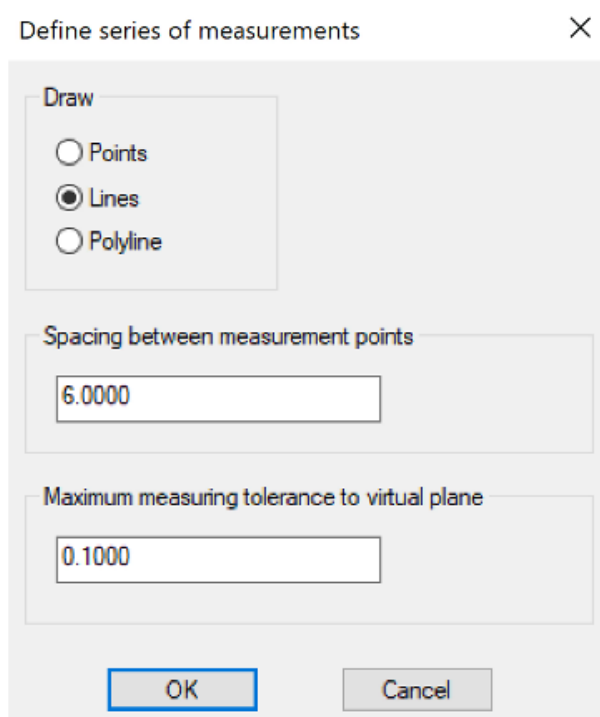 Define series of measurements
Draw
Points
Lines
Polyline
Spacing between measurement points
6.0000
Maximum measuring tolerance to virtual plane
0.1000
OK Cancel